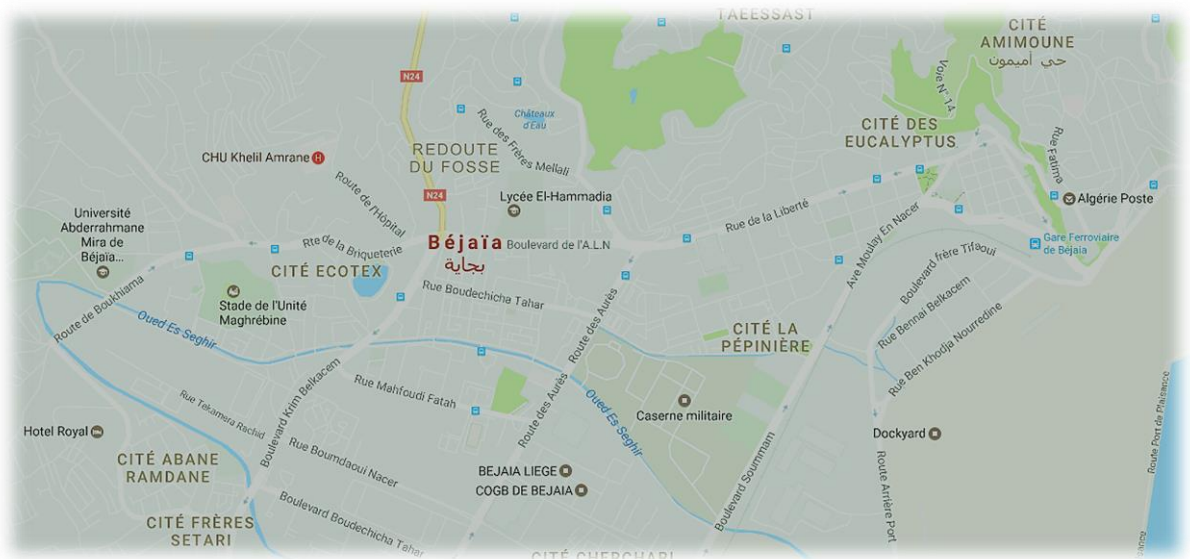 TAEESSAST
CITÉ
AMIMOUNE
حي أميمون
N24
Voie N° 14
Châteaux
d'Eau
Rue des Frères Mellali
CITÉ DES
EUCALYPTUS
REDOUTE
DU FOSSE
CHU Khelil Amrane
H
Route de l'Hôpital
Rue Fatima
N24
Lycée El-Hammadia
Algérie Poste
Université
Abderrahmane
Mira de
Béjaïa...
Rue de la Liberté
Ave Moulay En Nacer
Rte de la Briqueterie
Béjaïa
بجاية
Boulevard de l'A.L.N
Gare Ferroviaire
de Béjaïa
Boulevard frère Tifaoui
CITÉ ECOTEX
Rue Boudechicha Tahar
Stade de l'Unité
Maghrébine
Route de Boukhiama
Oued Es Seghir
Route des Aurès
CITÉ LA
PÉPINIÈRE
Rue Bennai Belkacem
Rue Ben Khodja Nourredine
Rue Mahfoudi Fatah
Boulevard Krim Belkacem
Rue Tekamera Rachid
Route des Aurès
Oued Es Seghir
Caserne militaire
Hotel Royal
Dockyard
Route Port de Plaisance
CITÉ ABANE
RAMDANE
Rue Boumdaoui Nacer
BEJAIA LIEGE
COGB DE BEJAIA
Boulevard Soummam
Route Arrière Port
CITÉ FRÈRES
SETARI
Boulevard Boudechicha Tahar
CITÉ CHERCHARI